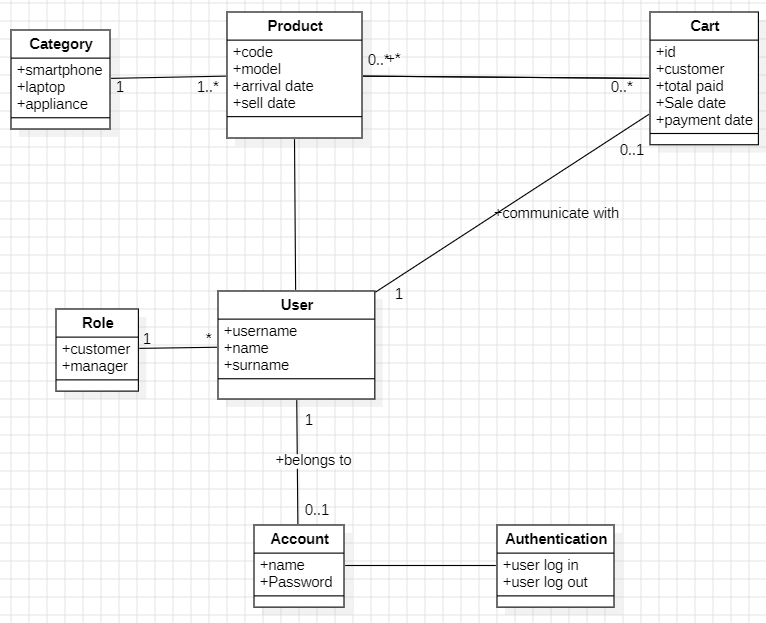 Category
+smartphone
+laptop
+appliance
1
1..*
Product
+code
+model
+arrival date
+sell date
0..*
+*
0..*
Cart
+id
+customer
+total paid
+Sale date
+payment date
0..1
+communicate with
1
User
+username
+name
+surname
Role
+customer
+manager
1
*
1
+belongs to
0..1
Account
+name
+Password
Authentication
+user log in
+user log out